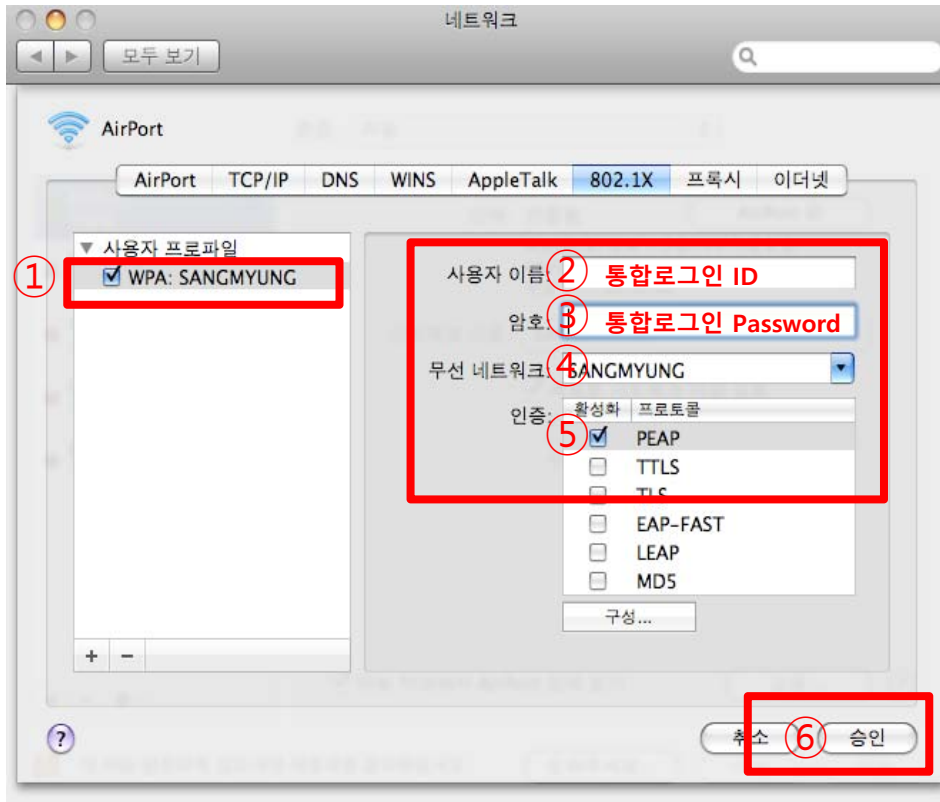 네트워크
모두 보기
AirPort
AirPort TCP/IP DNS WINS AppleTalk 802.1X 프록시 이더넷
▼ 사용자 프로파일
① WPA: SANGMYUNG
사용자 이름: ② 통합로그인 ID
암호: ③ 통합로그인 Password
무선 네트워크: ④ SANGMYUNG
인증: 활성화 프로토콜
⑤ PEAP
TTLS
TLS
EAP-FAST
LEAP
MD5
구성...
+ −
? 취소 ⑥ 승인